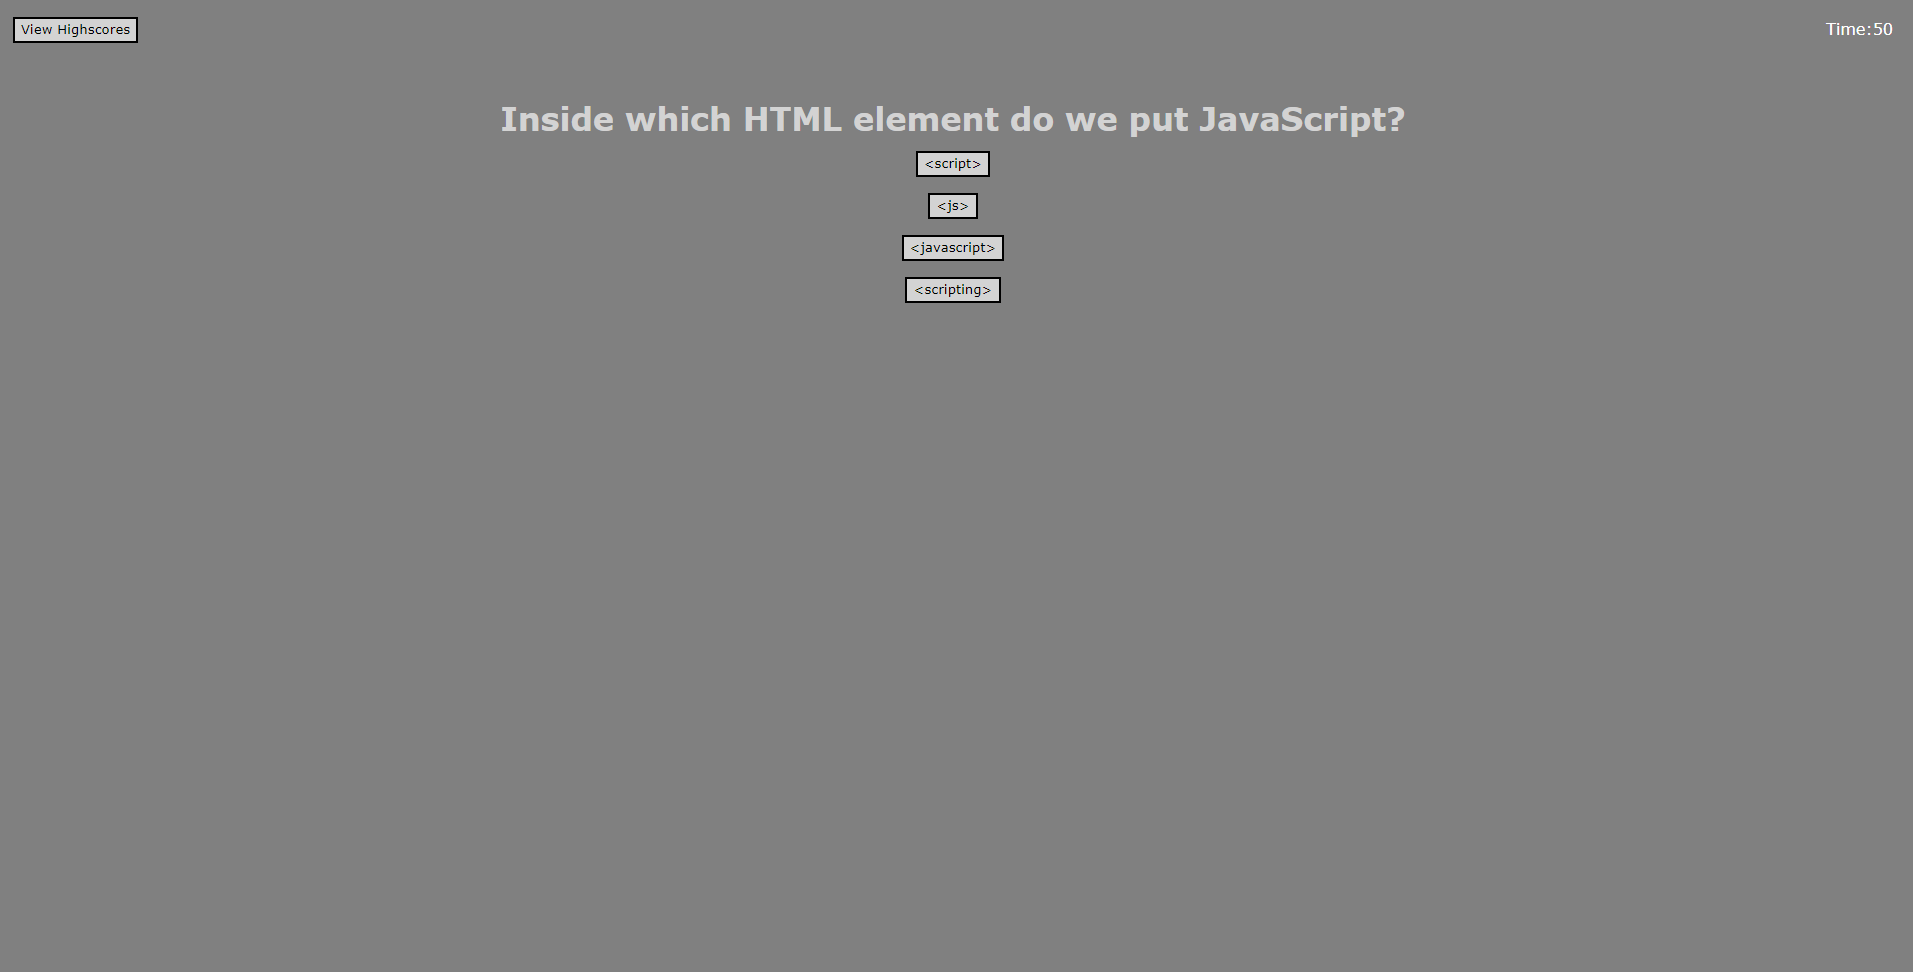 View Highscores
Time:50
Inside which HTML element do we put JavaScript?
<script>
<js>
<javascript>
<scripting>